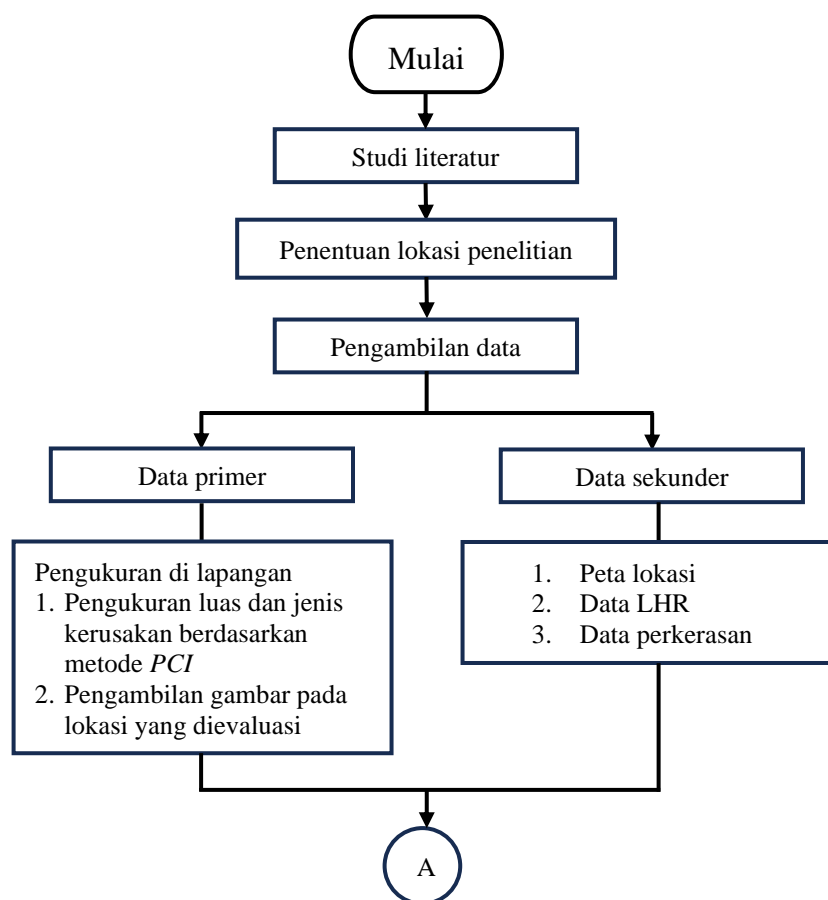 Mulai
Studi literatur
Penentuan lokasi penelitian
Pengambilan data
Data primer
Data sekunder
Pengukuran di lapangan
1. Pengukuran luas dan jenis
kerusakan berdasarkan
metode PCI
2. Pengambilan gambar pada
lokasi yang dievaluasi
1. Peta lokasi
2. Data LHR
3. Data perkerasan
A